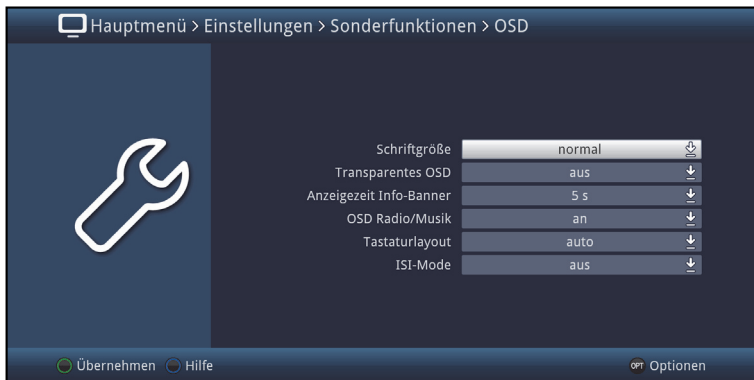 Hauptmenü > Einstellungen > Sonderfunktionen > OSD
Schriftgröße normal
Transparentes OSD aus
Anzeigezeit Info-Banner 5 s
OSD Radio/Musik an
Tastaturlayout auto
ISI-Mode aus
Übernehmen Hilfe OPT Optionen